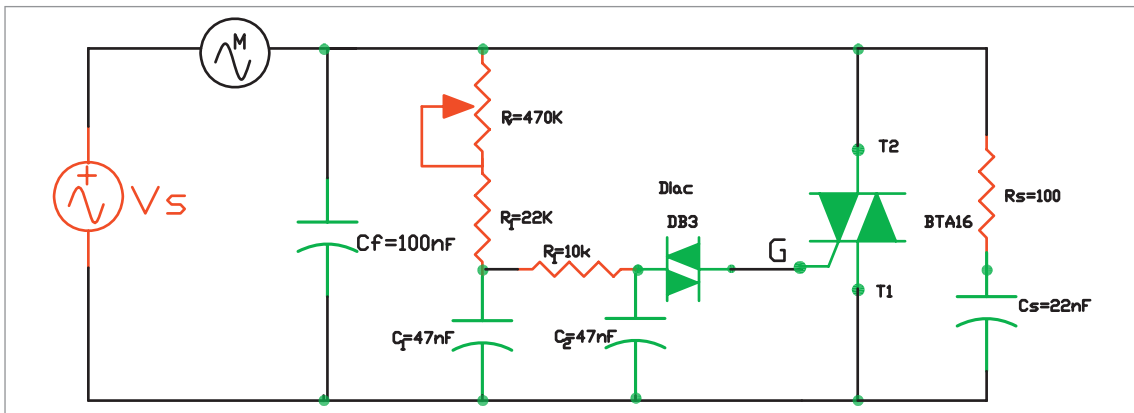 M
Rv=470K
T2
+
Vs
DIac
Rs=100
R1=22K
DB3
BTA16
Cf=100nF
R1=10k
G
T1
Cs=22nF
C1=47nF
C2=47nF